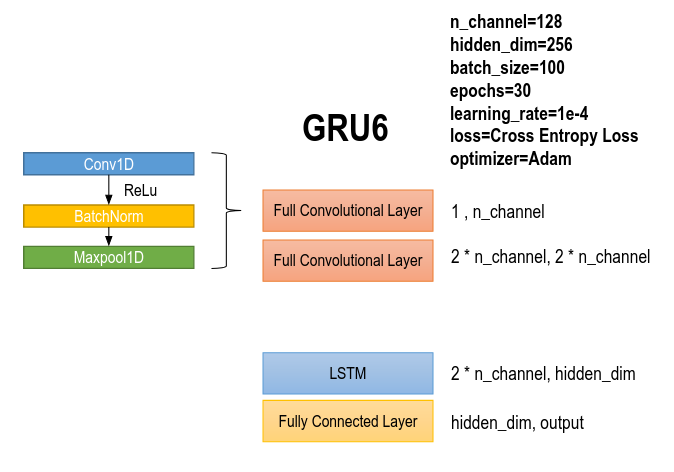 n_channel=128
hidden_dim=256
batch_size=100
epochs=30
learning_rate=1e-4
loss=Cross Entropy Loss
optimizer=Adam
GRU6
Conv1D
ReLu
BatchNorm
Maxpool1D
Full Convolutional Layer
1 , n_channel
Full Convolutional Layer
2 * n_channel, 2 * n_channel
LSTM
2 * n_channel, hidden_dim
Fully Connected Layer
hidden_dim, output